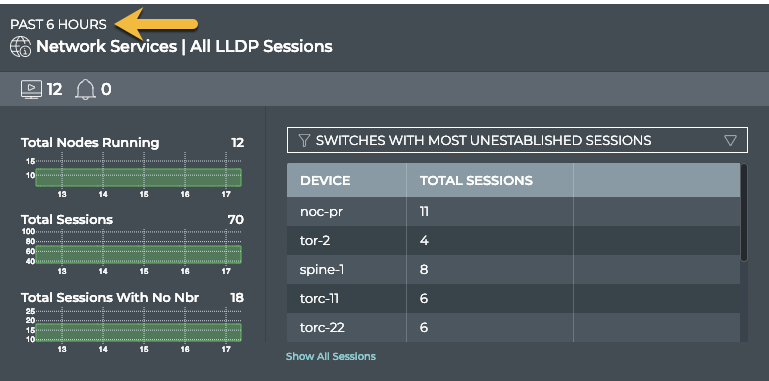 PAST 6 HOURS
Network Services | All LLDP Sessions
12 0
Total Nodes Running 12
15
10
13 14 15 16 17
Total Sessions 70
100
80
60
40
13 14 15 16 17
Total Sessions With No Nbr 18
25
20
15
10
13 14 15 16 17
SWITCHES WITH MOST UNESTABLISHED SESSIONS
DEVICE TOTAL SESSIONS
noc-pr 11
tor-2 4
spine-1 8
torc-11 6
torc-22 6
Show All Sessions